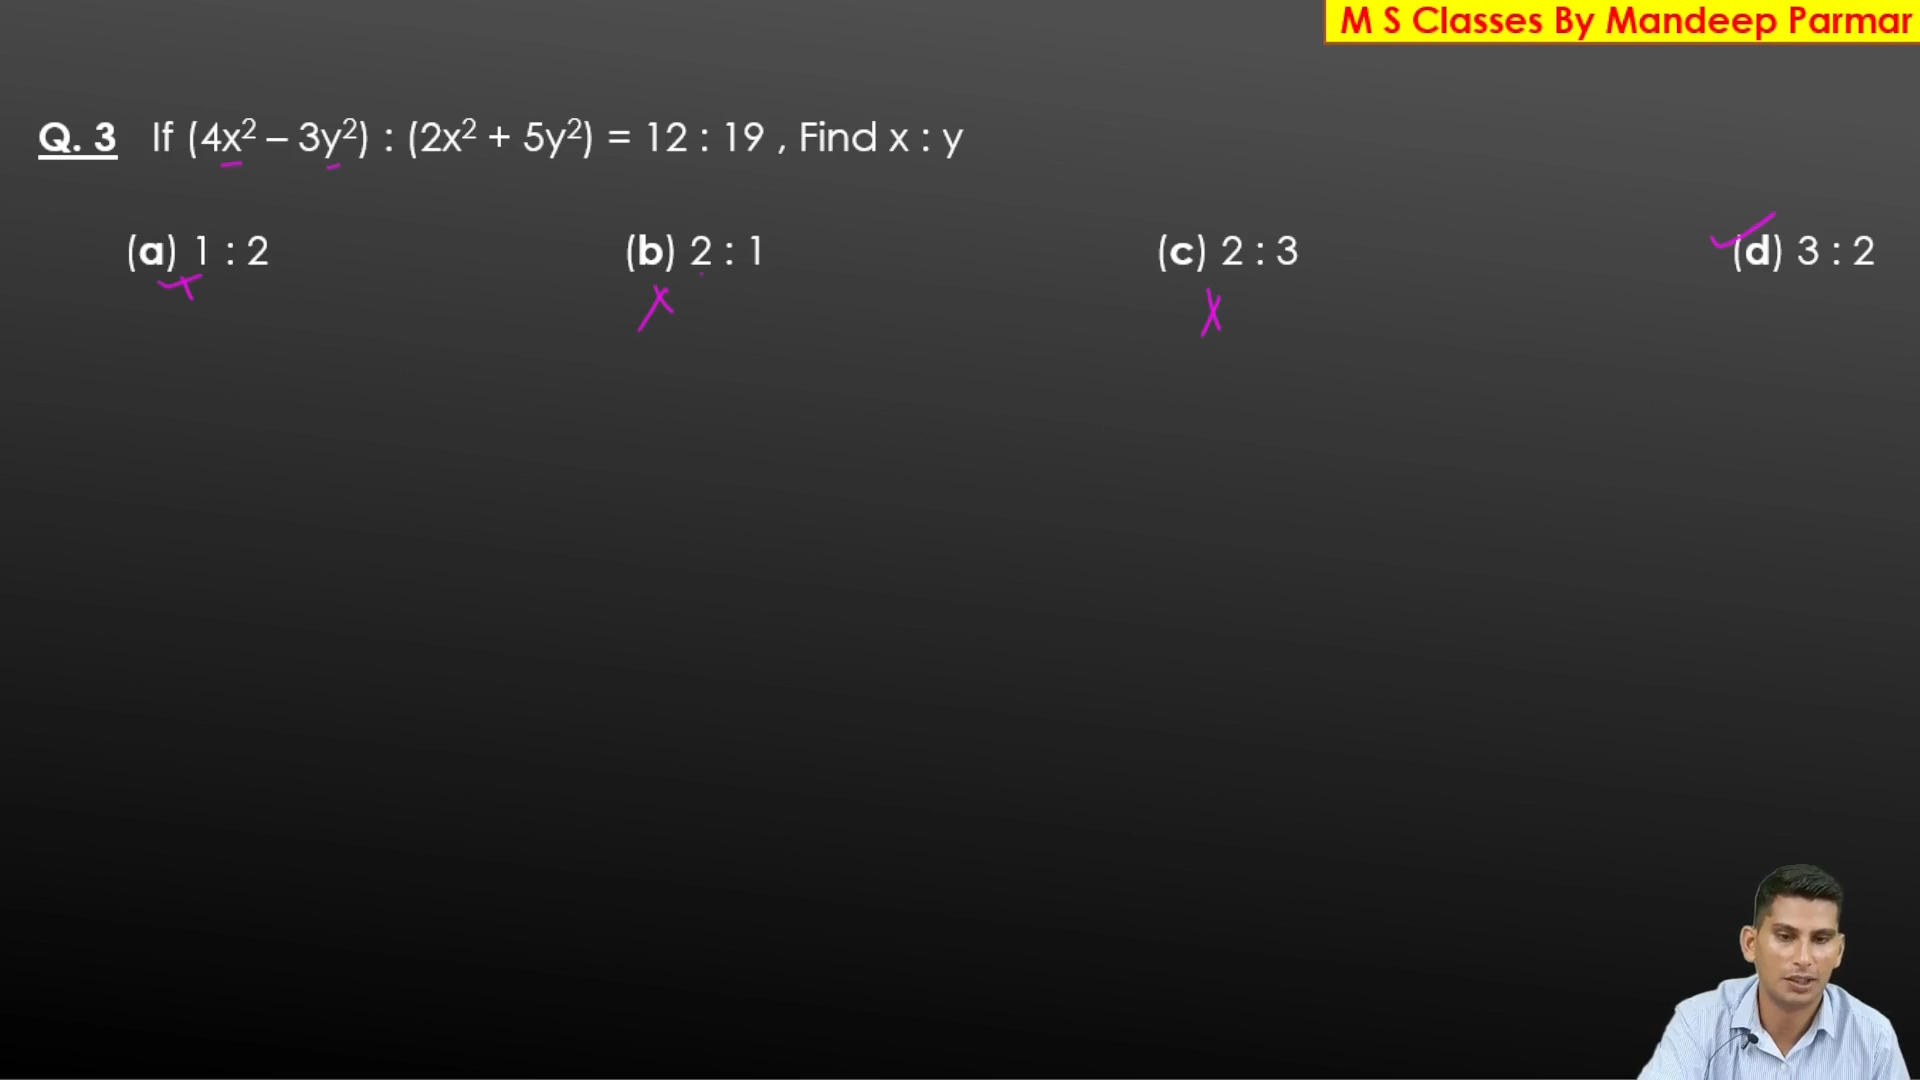 M S Classes By Mandeep Parmar
Q. 3 If (4x² – 3y²) : (2x² + 5y²) = 12 : 19 , Find x : y
(a) 1 : 2 (b) 2 : 1 (c) 2 : 3 (d) 3 : 2